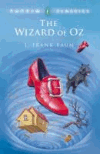 PUFFIN CLASSICS
THE
WIZARD OF OZ
L. FRANK BAUM